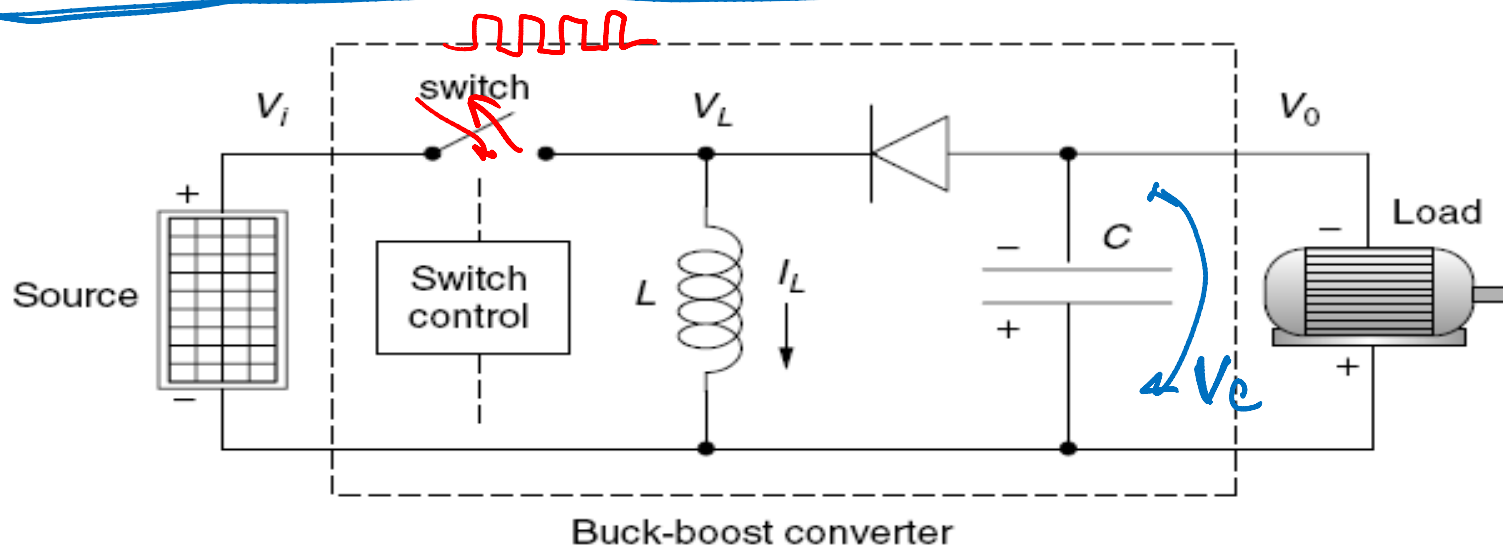 switch
Vi
VL
V0
+
−
Load
C
Source
Switch
control
L
IL
−
+
+
−
Vc
Buck-boost converter